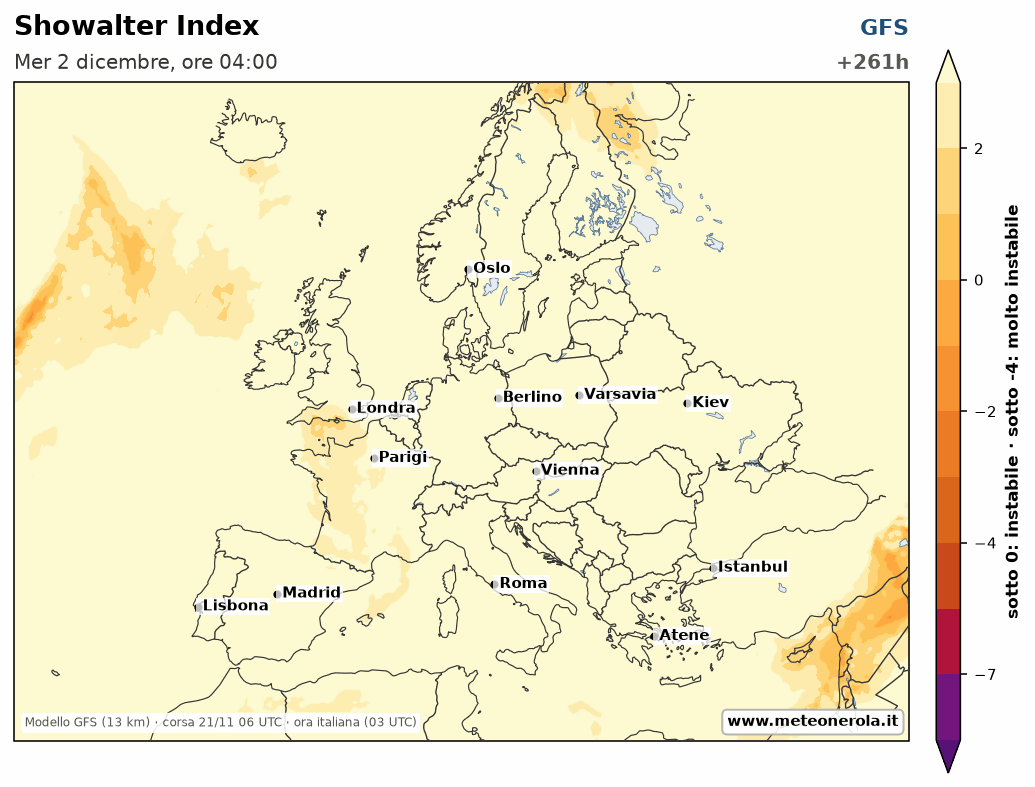 Showalter Index
GFS
Mer 2 dicembre, ore 04:00
+261h
2
0
−2
−4
−7
sotto 0: instabile · sotto -4: molto instabile
Oslo
Londra
Berlino
Varsavia
Kiev
Parigi
Vienna
Istanbul
Roma
Madrid
Lisbona
Atene
Modello GFS (13 km) · corsa 21/11 06 UTC · ora italiana (03 UTC)
www.meteonerola.it